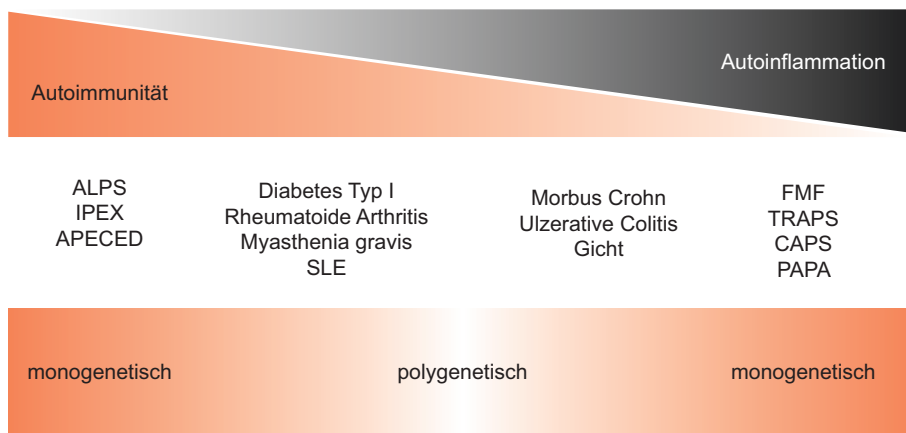 Autoinflammation
Autoimmunität
ALPS
IPEX
APECED
Diabetes Typ I
Rheumatoide Arthritis
Myasthenia gravis
SLE
Morbus Crohn
Ulzerative Colitis
Gicht
FMF
TRAPS
CAPS
PAPA
monogenetisch
polygenetisch
monogenetisch